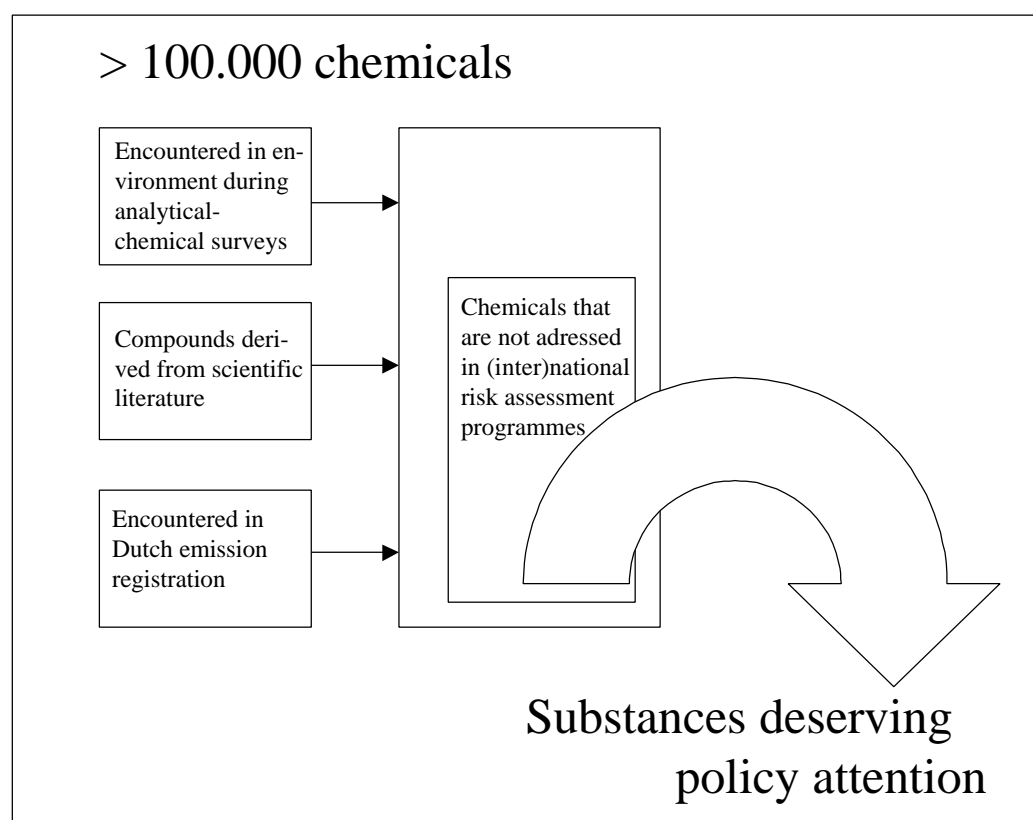 > 100.000 chemicals
Encountered in en-
vironment during
analytical-
chemical surveys
Compounds deri-
ved from scientific
literature
Encountered in
Dutch emission
registration
Chemicals that
are not adressed
in (inter)national
risk assessment
programmes
Substances deserving
policy attention